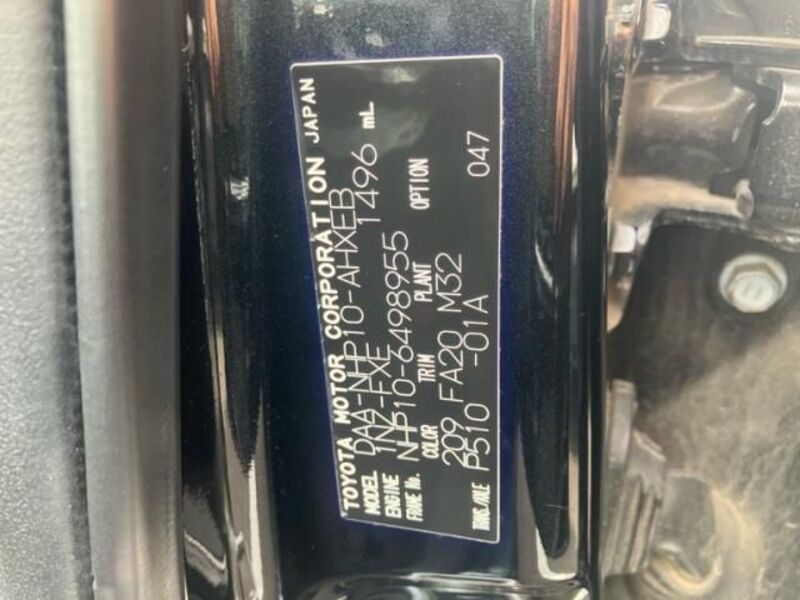 TOYOTA MOTOR CORPORATION JAPAN
MODEL DAA-NHP10-AHXEB
ENGINE 1NZ-FXE 1496 mL
FRAME No. NHP10-6498955
COLOR TRIM PLANT OPTION
209 FA20 M32
TRANS./AXLE P510 -01A 047